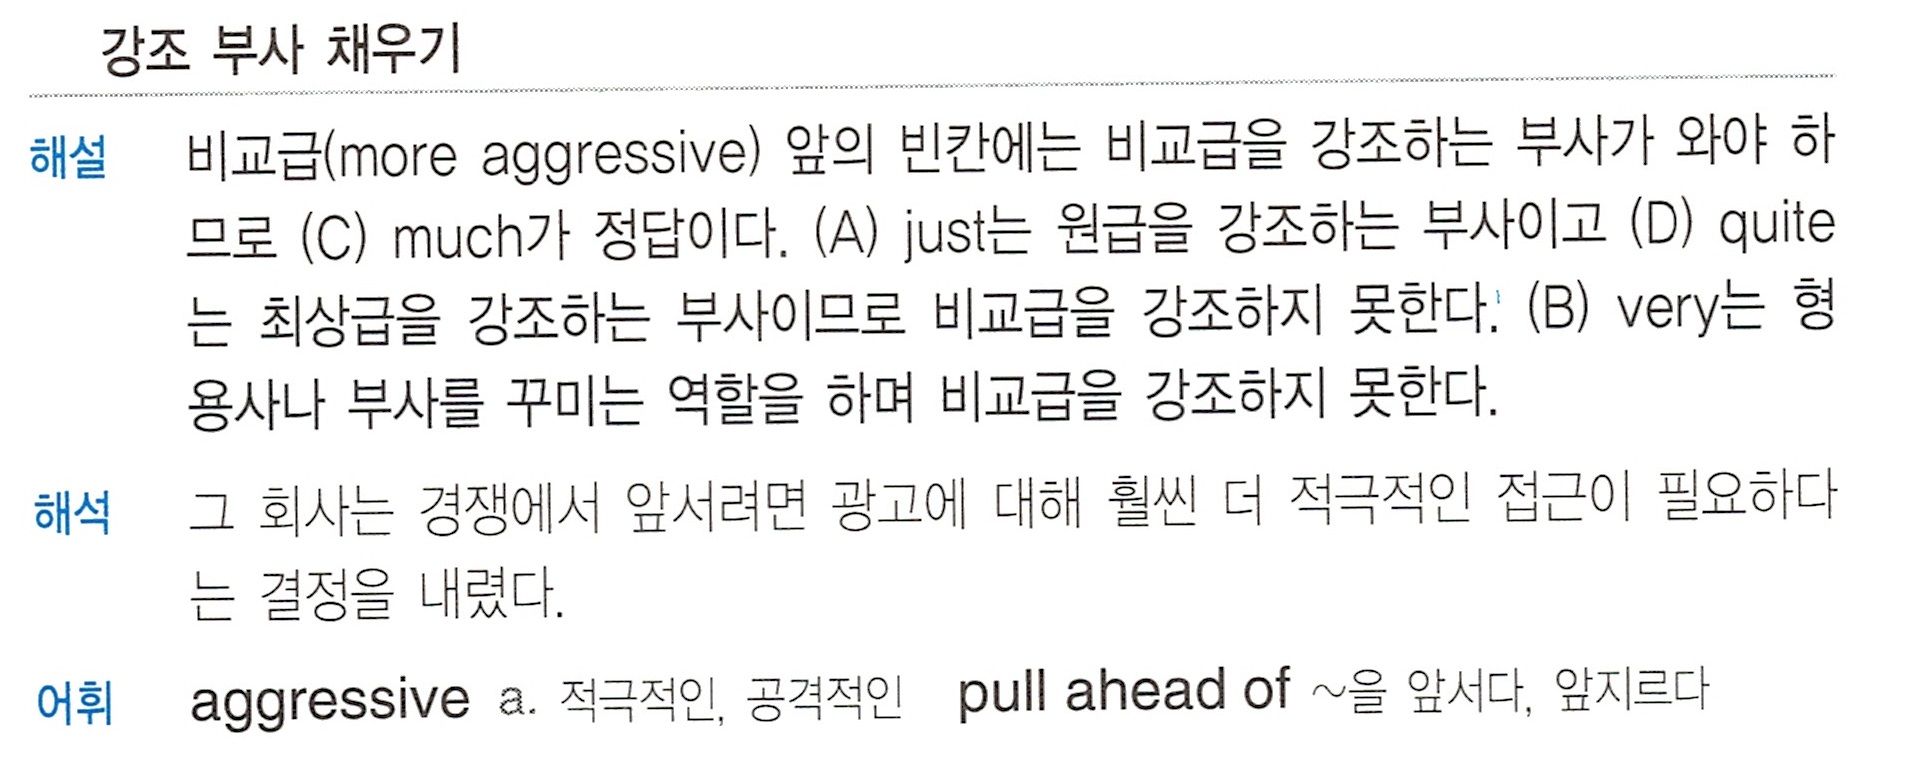 강조 부사 채우기
해설 비교급(more aggressive) 앞의 빈칸에는 비교급을 강조하는 부사가 와야 하
므로 (C) much가 정답이다. (A) just는 원급을 강조하는 부사이고 (D) quite
는 최상급을 강조하는 부사이므로 비교급을 강조하지 못한다. (B) very는 형
용사나 부사를 꾸미는 역할을 하며 비교급을 강조하지 못한다.
해석 그 회사는 경쟁에서 앞서려면 광고에 대해 훨씬 더 적극적인 접근이 필요하다
는 결정을 내렸다.
어휘 aggressive a. 적극적인, 공격적인 pull ahead of ~을 앞서다, 앞지르다